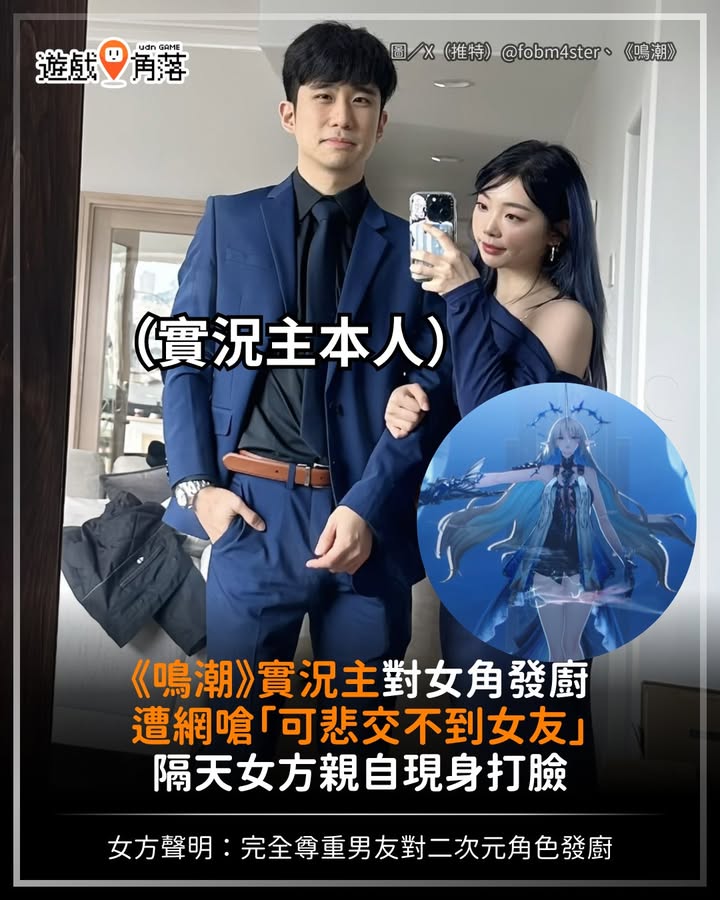 udn GAME
遊戲角落
圖／X（推特）@fobm4ster、《鳴潮》
（實況主本人）
《鳴潮》實況主對女角發廚
遭網嗆「可悲交不到女友」
隔天女方親自現身打臉
女方聲明：完全尊重男友對二次元角色發廚